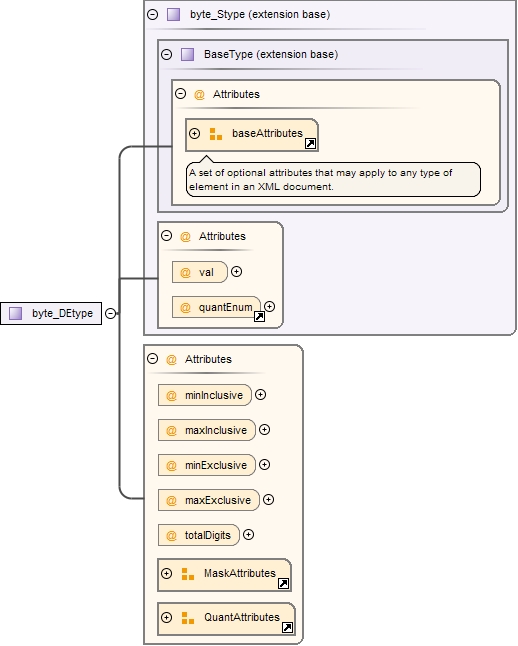 byte_Stype (extension base)
BaseType (extension base)
@ Attributes
baseAttributes
A set of optional attributes that may apply to any type of
element in an XML document.
@ Attributes
@ val
@ quantEnum
byte_DEtype
@ Attributes
@ minInclusive
@ maxInclusive
@ minExclusive
@ maxExclusive
@ totalDigits
MaskAttributes
QuantAttributes